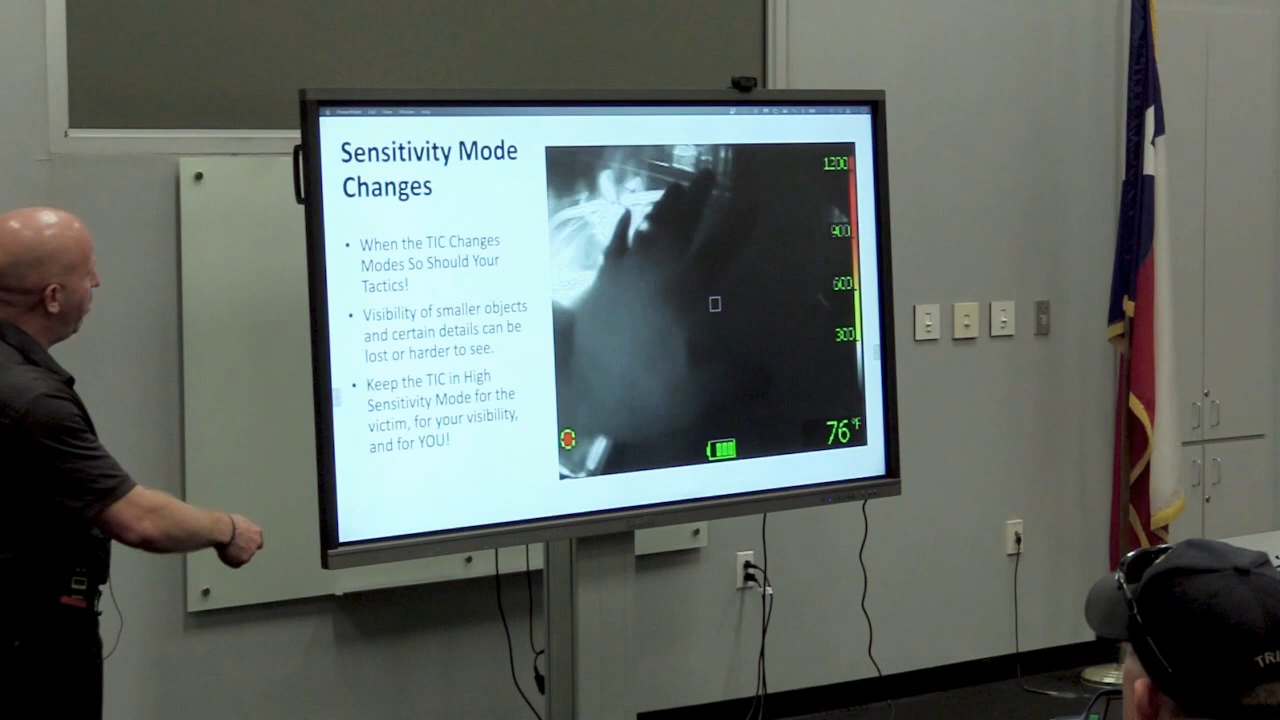 Sensitivity Mode
Changes
• When the TIC Changes
Modes So Should Your
Tactics!
• Visibility of smaller objects
and certain details can be
lost or harder to see.
• Keep the TIC in High
Sensitivity Mode for the
victim, for your visibility,
and for YOU!
1200
900
600
300
76°F
TRA